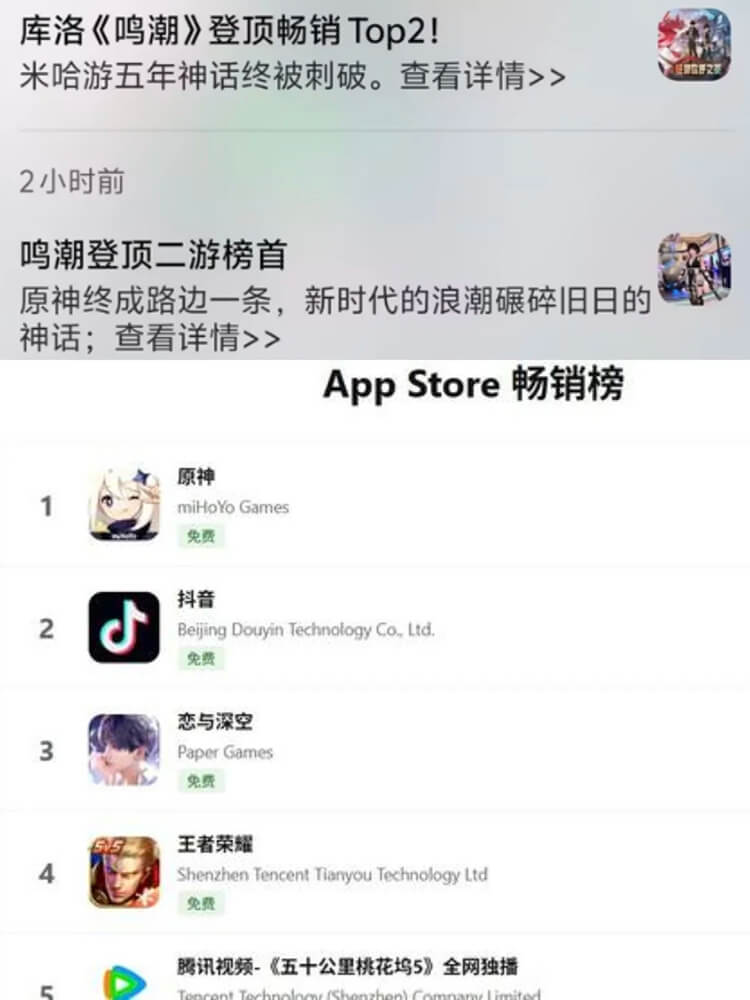 库洛《鸣潮》登顶畅销Top2!
米哈游五年神话终被刺破。查看详情>>
2小时前
鸣潮登顶二游榜首
原神终成路边一条，新时代的浪潮碾碎旧日的
神话；查看详情>>
App Store 畅销榜
1
原神
miHoYo Games
免费
2
抖音
Beijing Douyin Technology Co., Ltd.
免费
3
恋与深空
Paper Games
免费
4
王者荣耀
Shenzhen Tencent Tianyou Technology Ltd
免费
5
腾讯视频-《五十公里桃花坞5》全网独播
Tencent Technology (Shenzhen) Company Limited